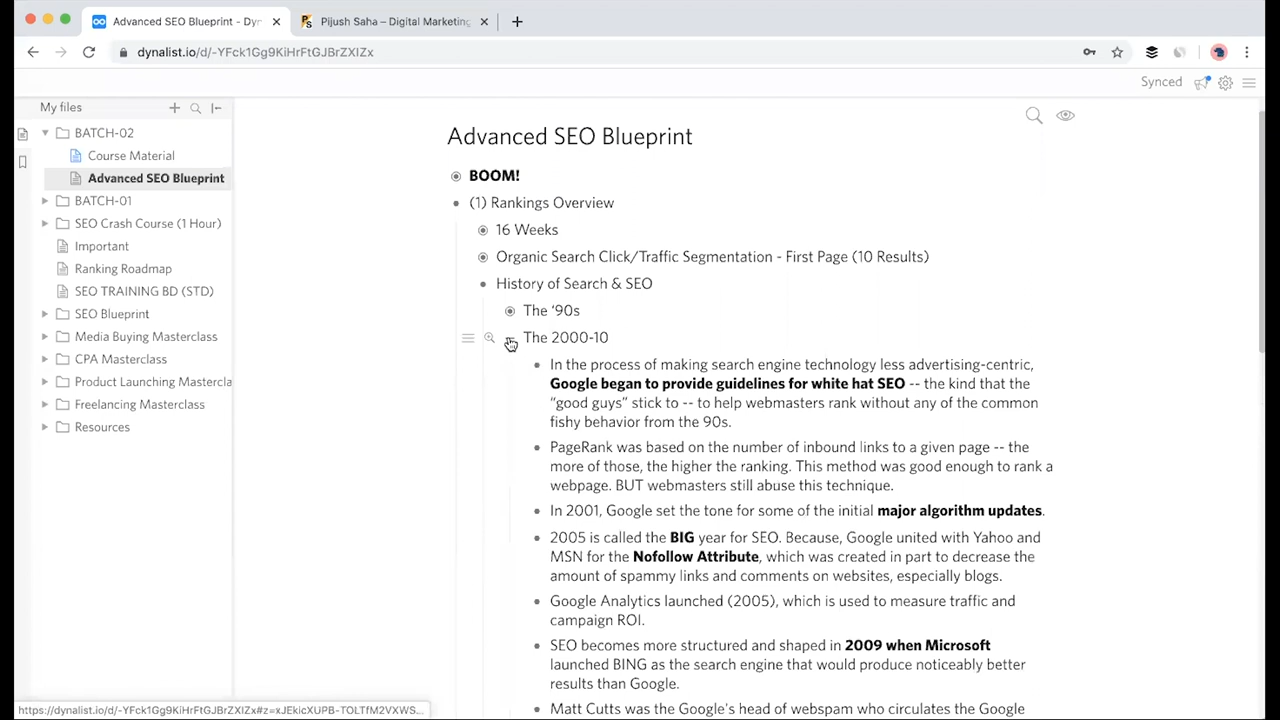 Advanced SEO Blueprint - Dyn
Pijush Saha – Digital Marketing
dynalist.io/d/-YFck1Gg9KiHrFtGJBrZXIZx
Synced
My files
BATCH-02
Course Material
Advanced SEO Blueprint
BATCH-01
SEO Crash Course (1 Hour)
Important
Ranking Roadmap
SEO TRAINING BD (STD)
SEO Blueprint
Media Buying Masterclass
CPA Masterclass
Product Launching Mastercla
Freelancing Masterclass
Resources
Advanced SEO Blueprint
BOOM!
(1) Rankings Overview
16 Weeks
Organic Search Click/Traffic Segmentation - First Page (10 Results)
History of Search & SEO
The ‘90s
The 2000-10
In the process of making search engine technology less advertising-centric,
Google began to provide guidelines for white hat SEO -- the kind that the
“good guys” stick to -- to help webmasters rank without any of the common
fishy behavior from the 90s.
PageRank was based on the number of inbound links to a given page -- the
more of those, the higher the ranking. This method was good enough to rank a
webpage. BUT webmasters still abuse this technique.
In 2001, Google set the tone for some of the initial major algorithm updates.
2005 is called the BIG year for SEO. Because, Google united with Yahoo and
MSN for the Nofollow Attribute, which was created in part to decrease the
amount of spammy links and comments on websites, especially blogs.
Google Analytics launched (2005), which is used to measure traffic and
campaign ROI.
SEO becomes more structured and shaped in 2009 when Microsoft
launched BING as the search engine that would produce noticeably better
results than Google.
Matt Cutts was the Google's head of webspam who circulates the Google
https://dynalist.io/d/-YFck1Gg9KiHrFtGJBrZXIZx#z=xJEkicXUPB-TOLTfM2VXWS...